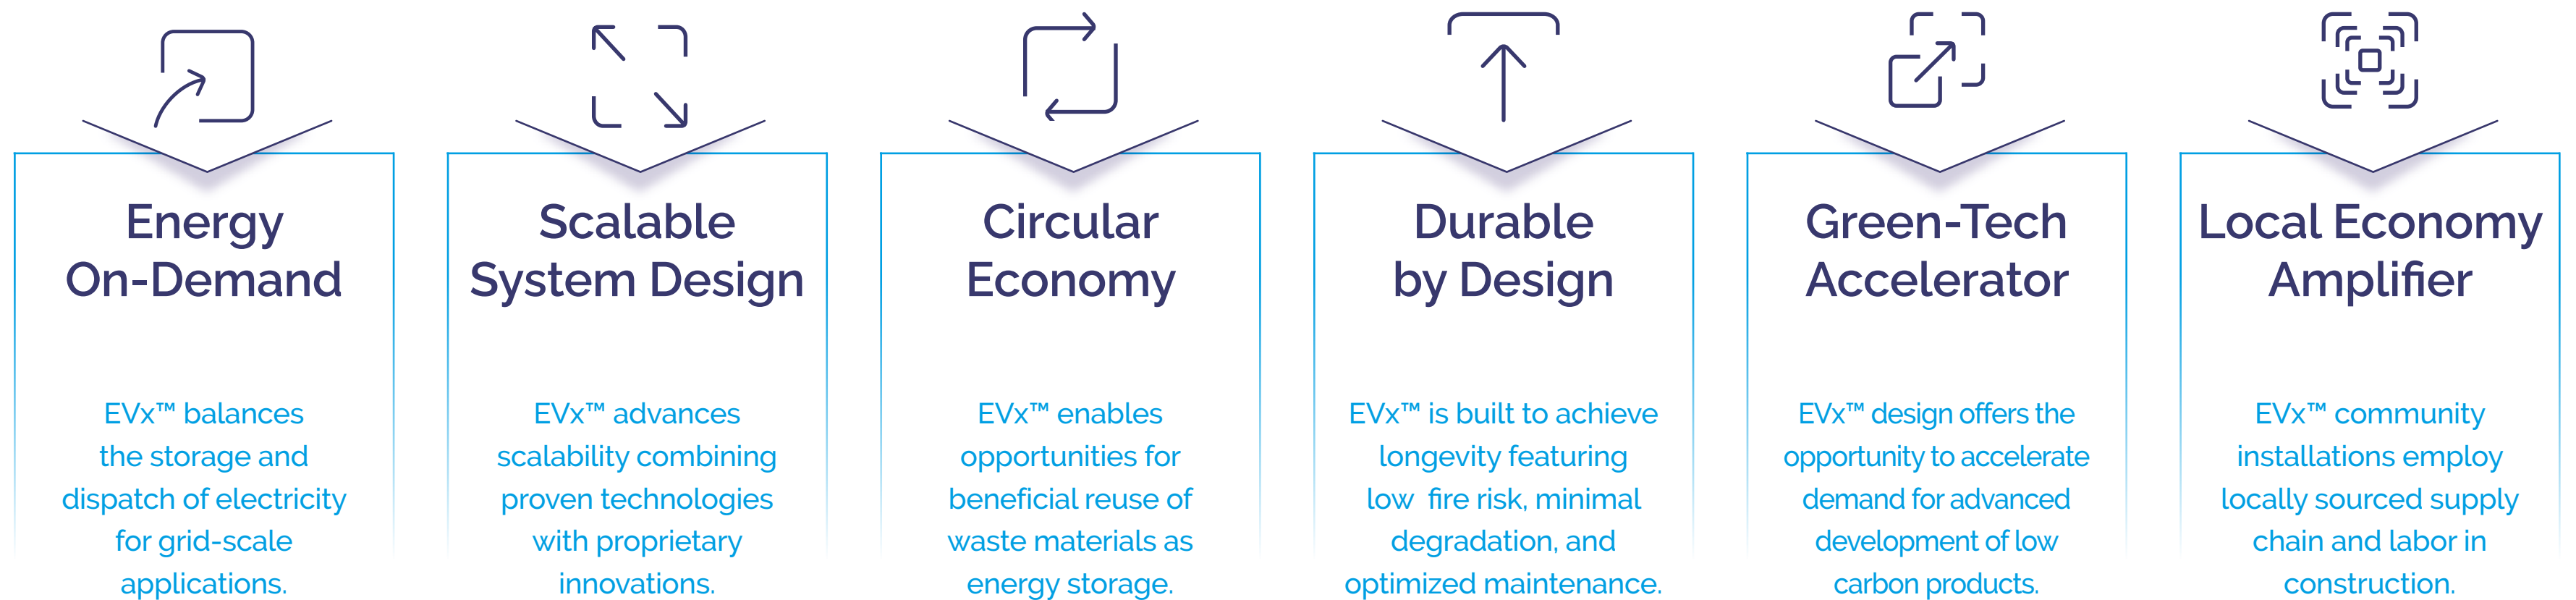 Energy
On-Demand
EVx™ balances
the storage and
dispatch of electricity
for grid-scale
applications.
Scalable
System Design
EVx™ advances
scalability combining
proven technologies
with proprietary
innovations.
Circular
Economy
EVx™ enables
opportunities for
beneficial reuse of
waste materials as
energy storage.
Durable
by Design
EVx™ is built to achieve
longevity featuring
low fire risk, minimal
degradation, and
optimized maintenance.
Green-Tech
Accelerator
EVx™ design offers the
opportunity to accelerate
demand for advanced
development of low
carbon products.
Local Economy
Amplifier
EVx™ community
installations employ
locally sourced supply
chain and labor in
construction.